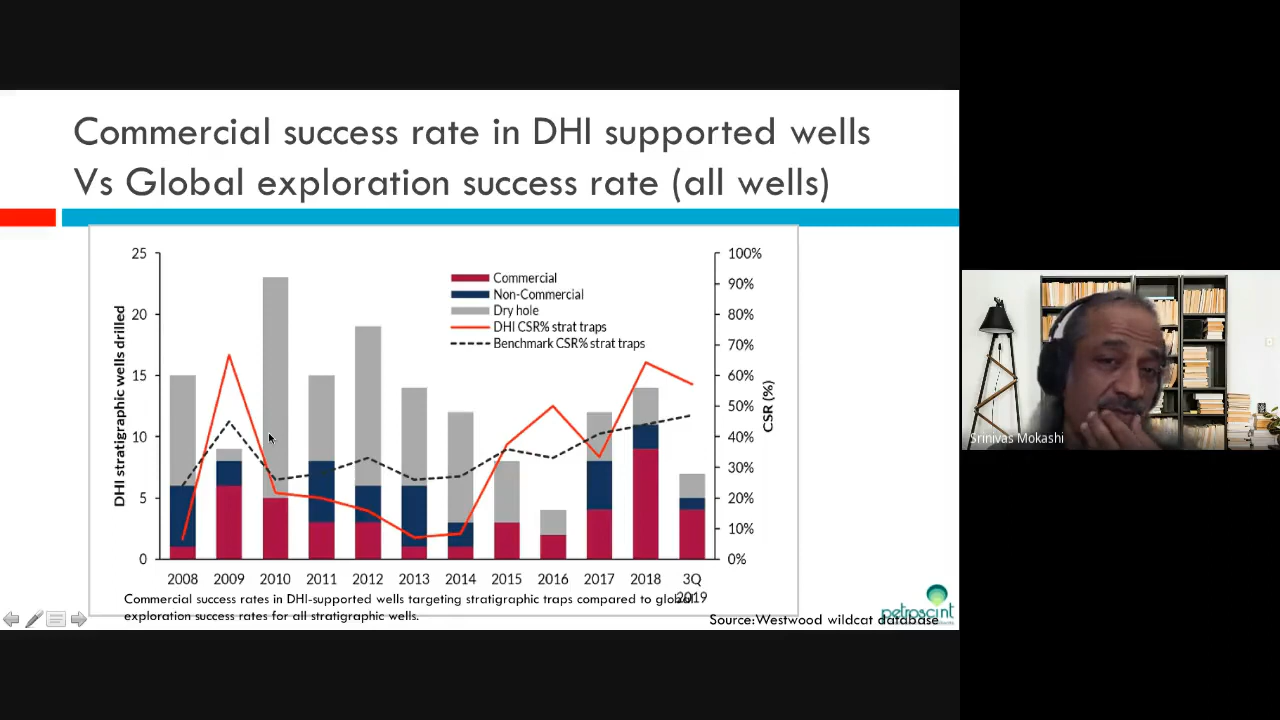 Commercial success rate in DHI supported wells
Vs Global exploration success rate (all wells)
25
20
15
10
5
0
DHI stratigraphic wells drilled
Commercial
Non-Commercial
Dry hole
DHI CSR% strat traps
Benchmark CSR% strat traps
100%
90%
80%
70%
60%
50%
40%
30%
20%
10%
0%
CSR (%)
2008 2009 2010 2011 2012 2013 2014 2015 2016 2017 2018 3Q
2019
Commercial success rates in DHI-supported wells targeting stratigraphic traps compared to global
exploration success rates for all stratigraphic wells.
petroscint
Source:Westwood wildcat database
Srinivas Mokashi